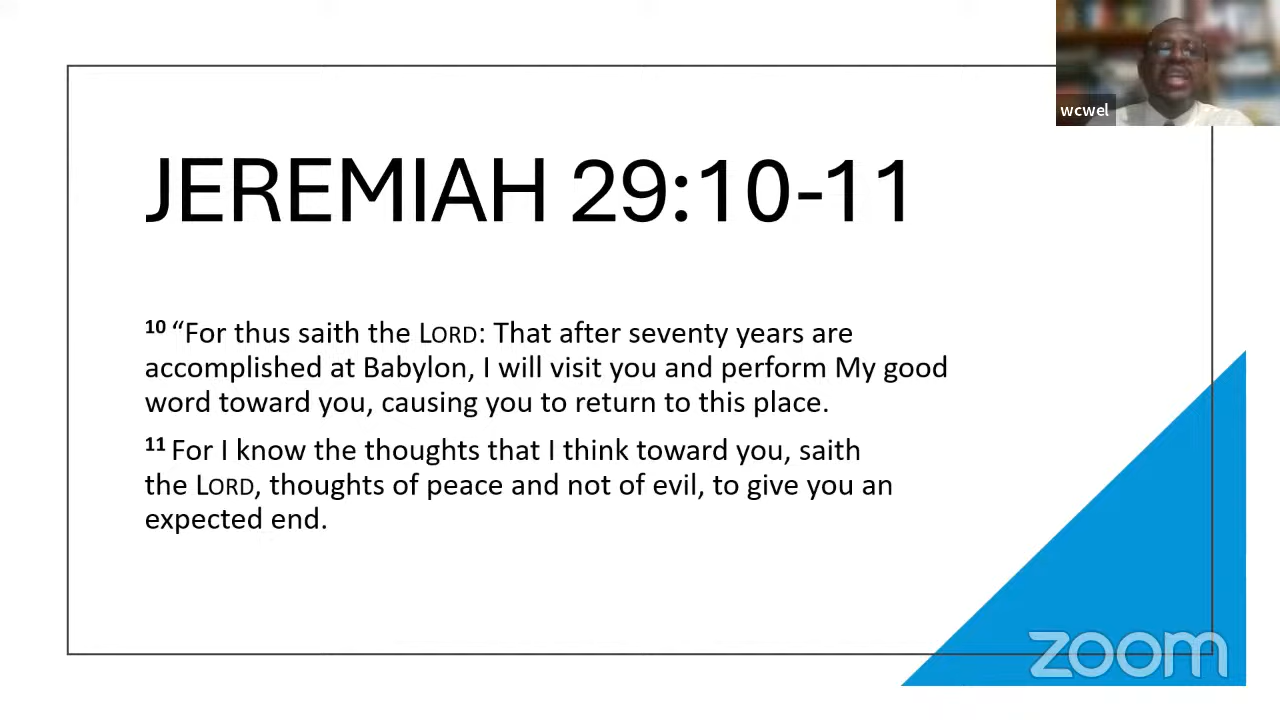 wcwel
JEREMIAH 29:10-11
10 “For thus saith the LORD: That after seventy years are
accomplished at Babylon, I will visit you and perform My good
word toward you, causing you to return to this place.
11 For I know the thoughts that I think toward you, saith
the LORD, thoughts of peace and not of evil, to give you an
expected end.
zoom